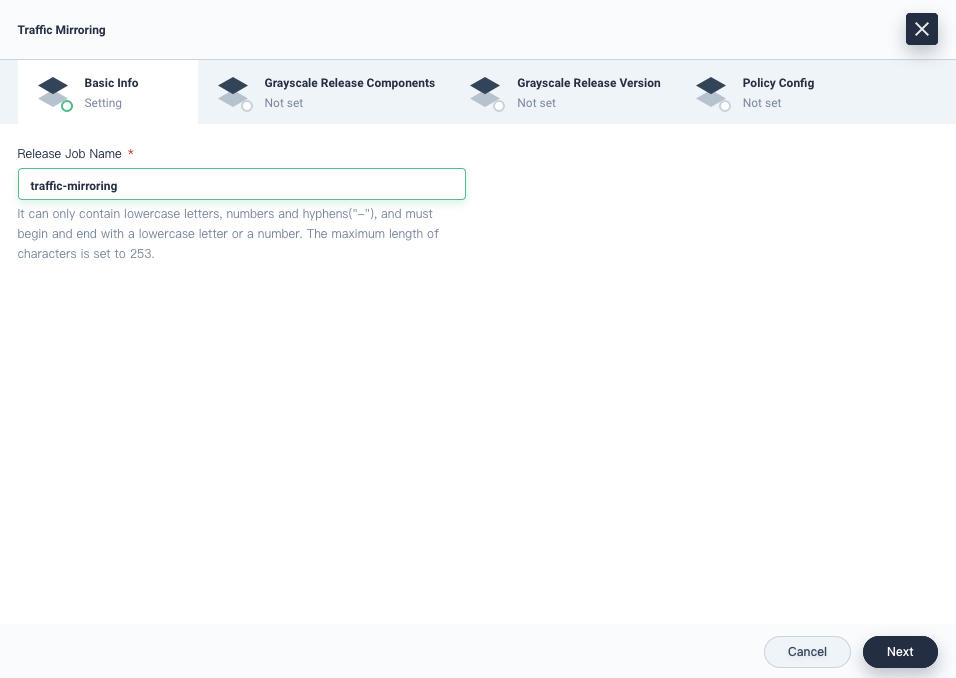 Traffic Mirroring
Basic Info
Setting
Grayscale Release Components
Not set
Grayscale Release Version
Not set
Policy Config
Not set
Release Job Name *
traffic-mirroring
It can only contain lowercase letters, numbers and hyphens("-"), and must
begin and end with a lowercase letter or a number. The maximum length of
characters is set to 253.
Cancel
Next